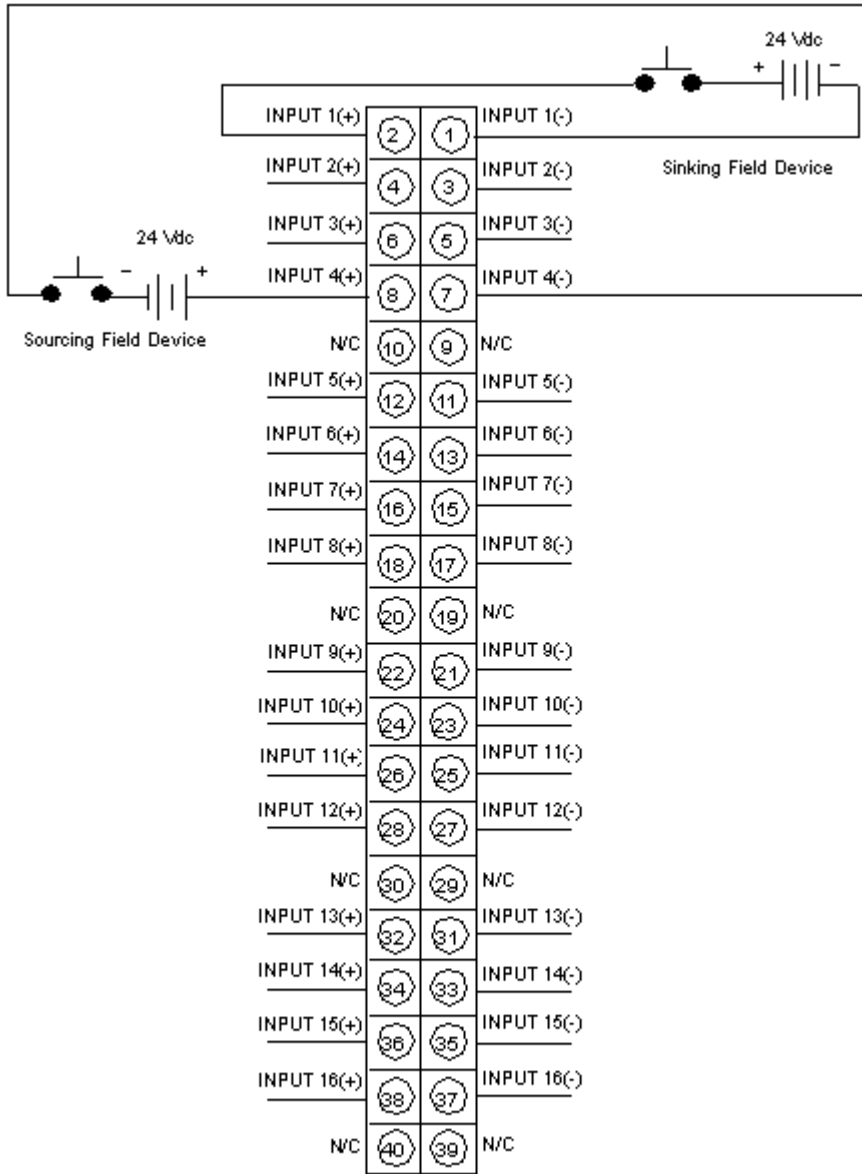 24 Vdc
+ −
INPUT 1(+) 2 1 INPUT 1(-)
Sinking Field Device
INPUT 2(+) 4 3 INPUT 2(-)
INPUT 3(+) 6 5 INPUT 3(-)
24 Vdc
− +
INPUT 4(+) 8 7 INPUT 4(-)
Sourcing Field Device
N/C 10 9 N/C
INPUT 5(+) 12 11 INPUT 5(-)
INPUT 6(+) 14 13 INPUT 6(-)
INPUT 7(+) 16 15 INPUT 7(-)
INPUT 8(+) 18 17 INPUT 8(-)
N/C 20 19 N/C
INPUT 9(+) 22 21 INPUT 9(-)
INPUT 10(+) 24 23 INPUT 10(-)
INPUT 11(+) 26 25 INPUT 11(-)
INPUT 12(+) 28 27 INPUT 12(-)
N/C 30 29 N/C
INPUT 13(+) 32 31 INPUT 13(-)
INPUT 14(+) 34 33 INPUT 14(-)
INPUT 15(+) 36 35 INPUT 15(-)
INPUT 16(+) 38 37 INPUT 16(-)
N/C 40 39 N/C